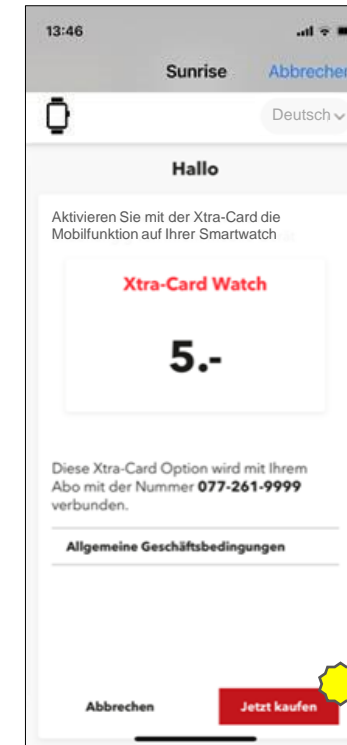 13:46
Sunrise
Abbrechen
Deutsch
Hallo
Aktivieren Sie mit der Xtra-Card die
Mobilfunktion auf Ihrer Smartwatch
Xtra-Card Watch
5.-
Diese Xtra-Card Option wird mit Ihrem
Abo mit der Nummer 077-261-9999
verbunden.
Allgemeine Geschäftsbedingungen
Abbrechen
Jetzt kaufen